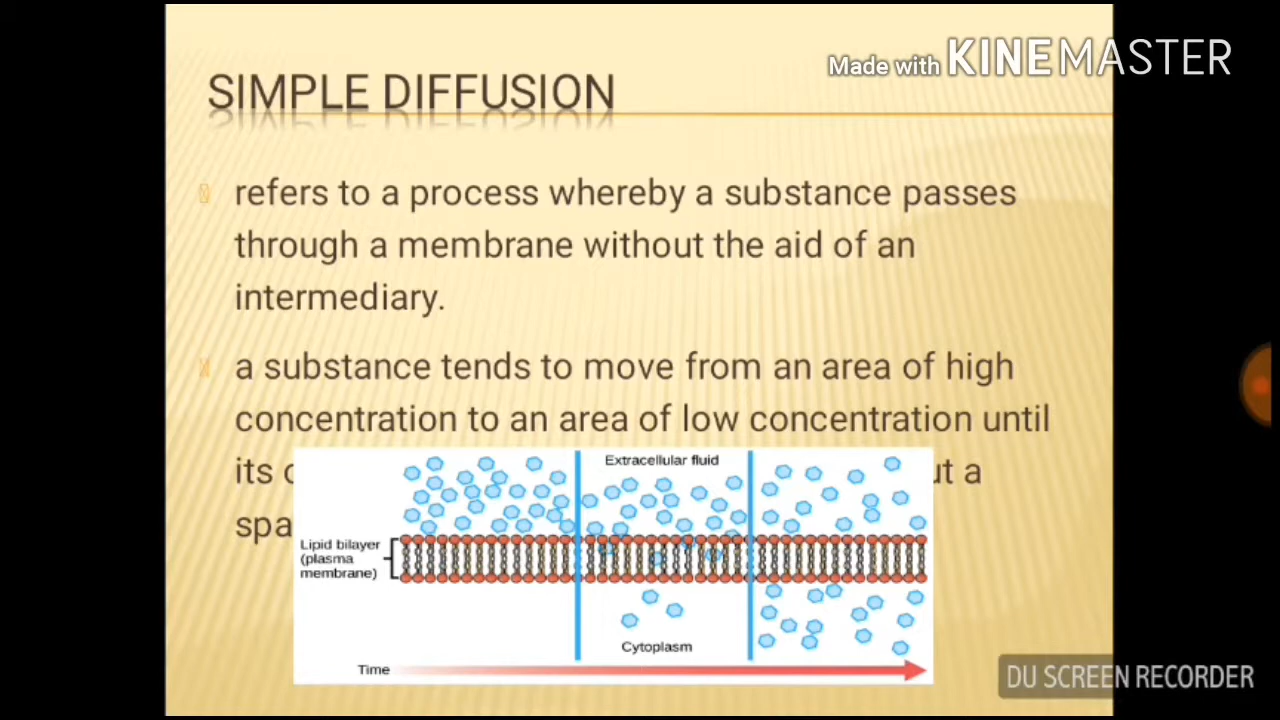 Made with KINEMASTER
SIMPLE DIFFUSION
refers to a process whereby a substance passes
through a membrane without the aid of an
intermediary.
a substance tends to move from an area of high
concentration to an area of low concentration until
its
a
Extracellular fluid
Lipid bilayer
(plasma
membrane)
Cytoplasm
Time
DU SCREEN RECORDER